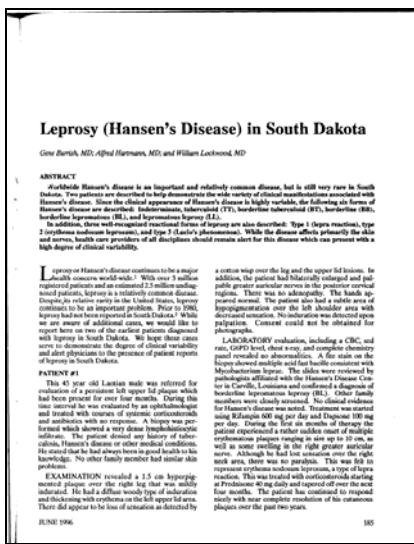 Leprosy (Hansen's Disease) in South Dakota
Gene Burrish, MD; Alfred Hartmann, MD; and William Lockwood, MD
ABSTRACT
Worldwide Hansen's disease is an important and relatively common disease, but is still very rare in South
Dakota. Two patients are described to help demonstrate the wide variety of clinical manifestations associated with
Hansen's disease. Since the clinical appearance of Hansen's disease is highly variable, the following six forms of
Hansen's disease are described: Indeterminate, tuberculoid (TT), borderline tuberculoid (BT), borderline (BB),
borderline lepromatous (BL), and lepromatous leprosy (LL).
In addition, three well-recognized reactional forms of leprosy are also described: Type 1 (lepra reaction), type
2 (erythema nodosum leprosum), and type 3 (Lucio's phenomenon). While the disease affects primarily the skin
and nerves, health care providers of all disciplines should remain alert for this disease which can present with a
high degree of clinical variability.
Leprosy or Hansen's disease continues to be a major
health concern world-wide. With over 5 million
registered patients and an estimated 2.5 million undiag-
nosed patients, leprosy is a relatively common disease.
Despite its relative rarity in the United States, leprosy
continues to be an important problem. Prior to 1980,
leprosy had not been reported in South Dakota. While
we are aware of additional cases, we would like to
report here on two of the earliest patients diagnosed
with leprosy in South Dakota. We hope these cases
serve to demonstrate the degree of clinical variability
and alert physicians to the presence of patient reports
of leprosy in South Dakota.
PATIENT #1
This 45 year old Laotian male was referred for
evaluation of a persistent left upper lid plaque which
had been present for over four months. During this
time interval he was evaluated by an ophthalmologist
and treated with courses of systemic corticosteroids
and antibiotics with no response. A biopsy was per-
formed which showed a very dense lymphohistiocytic
infiltrate. The patient denied any history of tuber-
culosis, Hansen's disease or other medical conditions.
He stated that he had always been in good health to his
knowledge. No other family member had similar skin
problems.
EXAMINATION revealed a 1.5 cm hyperpig-
mented plaque over the right leg that was mildly
indurated. He had a diffuse woody type of induration
and thickening with erythema on the left upper lid area.
There did appear to be loss of sensation as detected by
a cotton wisp over the leg and the upper lid lesions. In
addition, the patient had bilaterally enlarged and pal-
pable greater auricular nerves in the posterior cervical
regions. There was no adenopathy. The hands ap-
peared normal. The patient also had a subtle area of
hypopigmentation over the left shoulder area with
decreased sensation. No induration was detected upon
palpation. Consent could not be obtained for
photographs.
LABORATORY evaluation, including a CBC, sed
rate, G6PD level, chest x-ray, and complete chemistry
panel revealed no abnormalities. A fite stain on the
biopsy showed multiple acid fast bacilli consistent with
Mycobacterium leprae. The slides were reviewed by
pathologists affiliated with the Hansen's Disease Cen-
ter in Carville, Louisiana and confirmed a diagnosis of
borderline lepromatous leprosy (BL). Other family
members were closely screened. No clinical evidence
for Hansen's disease was noted. Treatment was started
using Rifampin 600 mg per day and Dapsone 100 mg
per day. During the first six months of therapy the
patient experienced a rather sudden onset of multiple
erythematous plaques ranging in size up to 10 cm, as
well as some swelling in the right greater auricular
nerve. Although he had lost sensation over the right
neck area, there was no paralysis. This was felt to
represent erythema nodosum leprosum, a type of lepra
reaction. This was treated with corticosteroids starting
at Prednisone 40 mg daily and tapered off over the next
four months. The patient has continued to respond
nicely with near complete resolution of his cutaneous
plaques over the past two years.
JUNE 1996
185